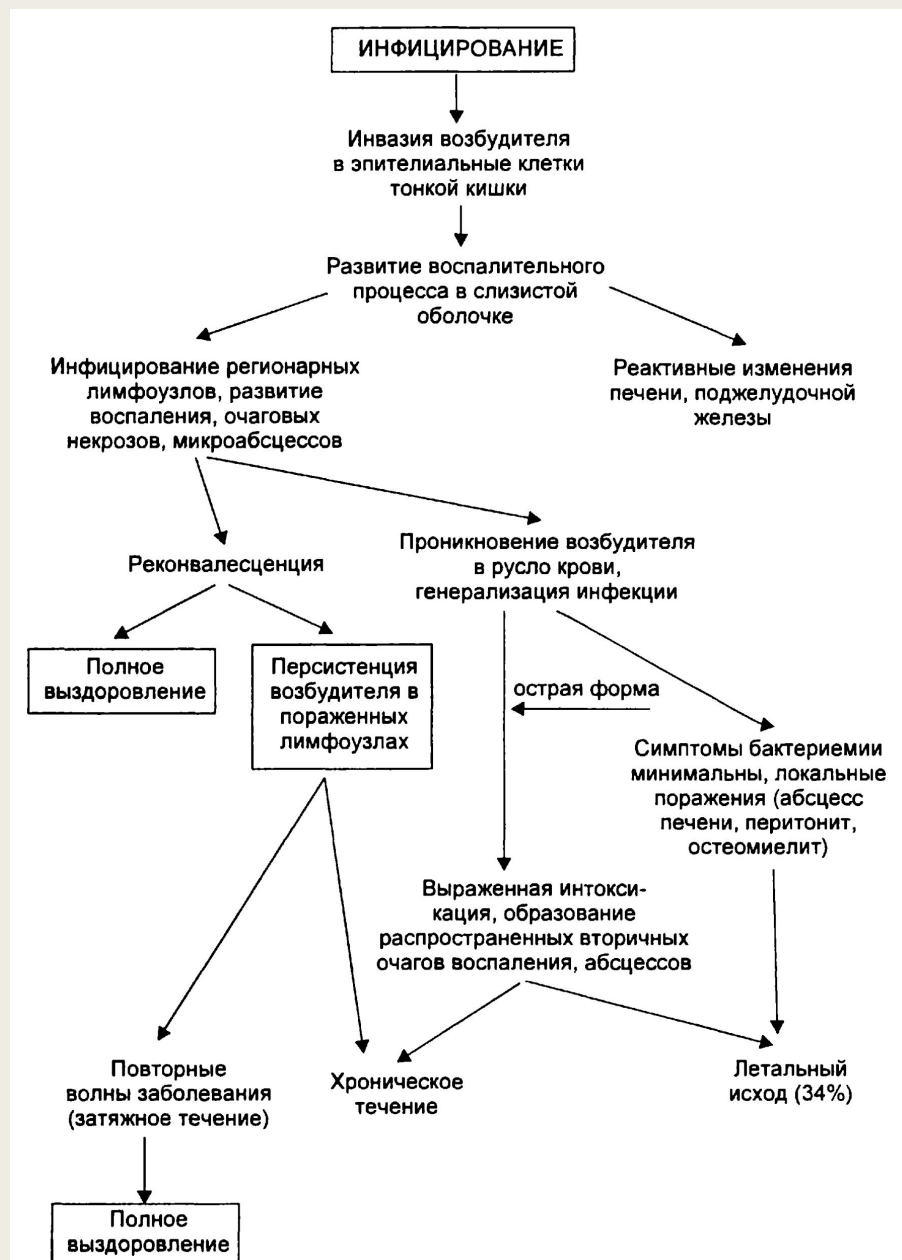 ИНФИЦИРОВАНИЕ
Инвазия возбудителя
в эпителиальные клетки
тонкой кишки
Развитие воспалительного
процесса в слизистой
оболочке
Инфицирование регионарных
лимфоузлов, развитие
воспаления, очаговых
некрозов, микроабсцессов
Реактивные изменения
печени, поджелудочной
железы
Реконвалесценция
Проникновение возбудителя
в русло крови,
генерализация инфекции
Полное
выздоровление
Персистенция
возбудителя в
пораженных
лимфоузлах
острая форма
Симптомы бактериемии
минимальны, локальные
поражения (абсцесс
печени, перитонит,
остеомиелит)
Выраженная интокси-
кация, образование
распространенных вторичных
очагов воспаления, абсцессов
Повторные
волны заболевания
(затяжное течение)
Хроническое
течение
Летальный
исход (34%)
Полное
выздоровление